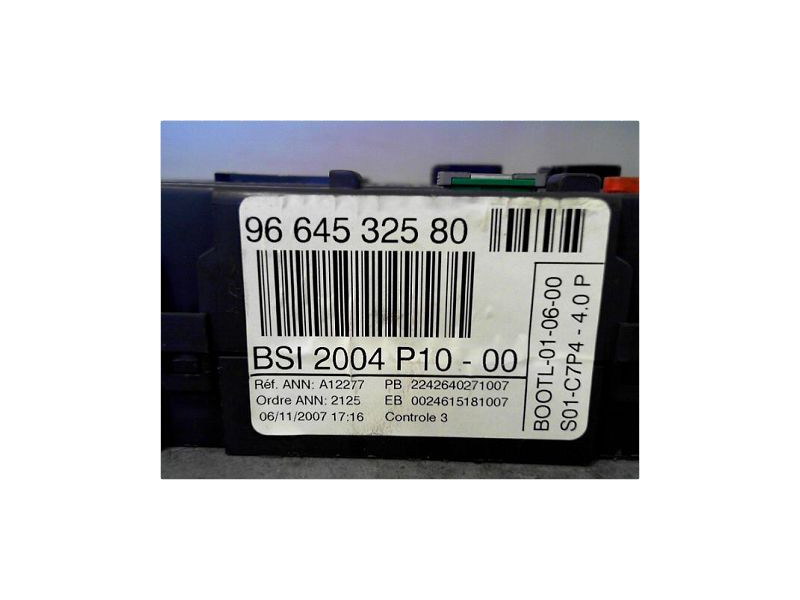 96 645 325 80
BSI 2004 P10 - 00
Réf. ANN: A12277 PB 2242640271007
Ordre ANN: 2125 EB 0024615181007
06/11/2007 17:16 Controle 3
BOOTL-01-06-00
S01-C7P4 - 4.0 P